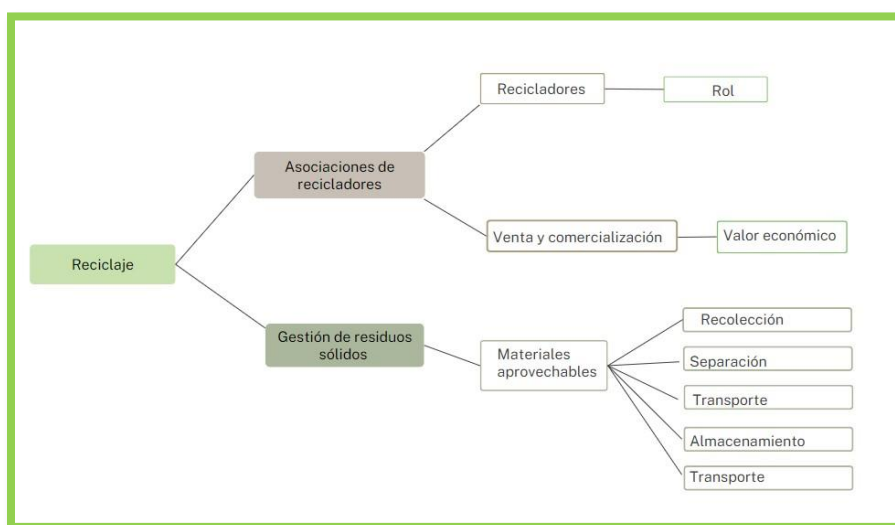 Recicladores
Rol
Asociaciones de
recicladores
Venta y comercialización
Valor económico
Reciclaje
Gestión de residuos
sólidos
Materiales
aprovechables
Recolección
Separación
Transporte
Almacenamiento
Transporte